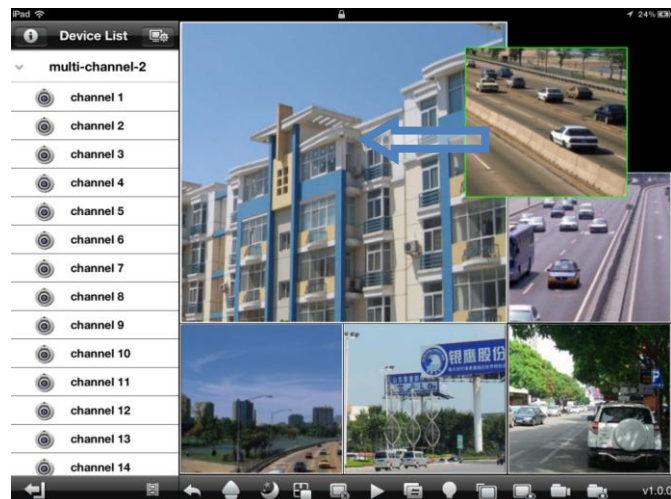 iPad 24%
Device List
multi-channel-2
channel 1
channel 2
channel 3
channel 4
channel 5
channel 6
channel 7
channel 8
channel 9
channel 10
channel 11
channel 12
channel 13
channel 14
银鹰股份
v1.0.0